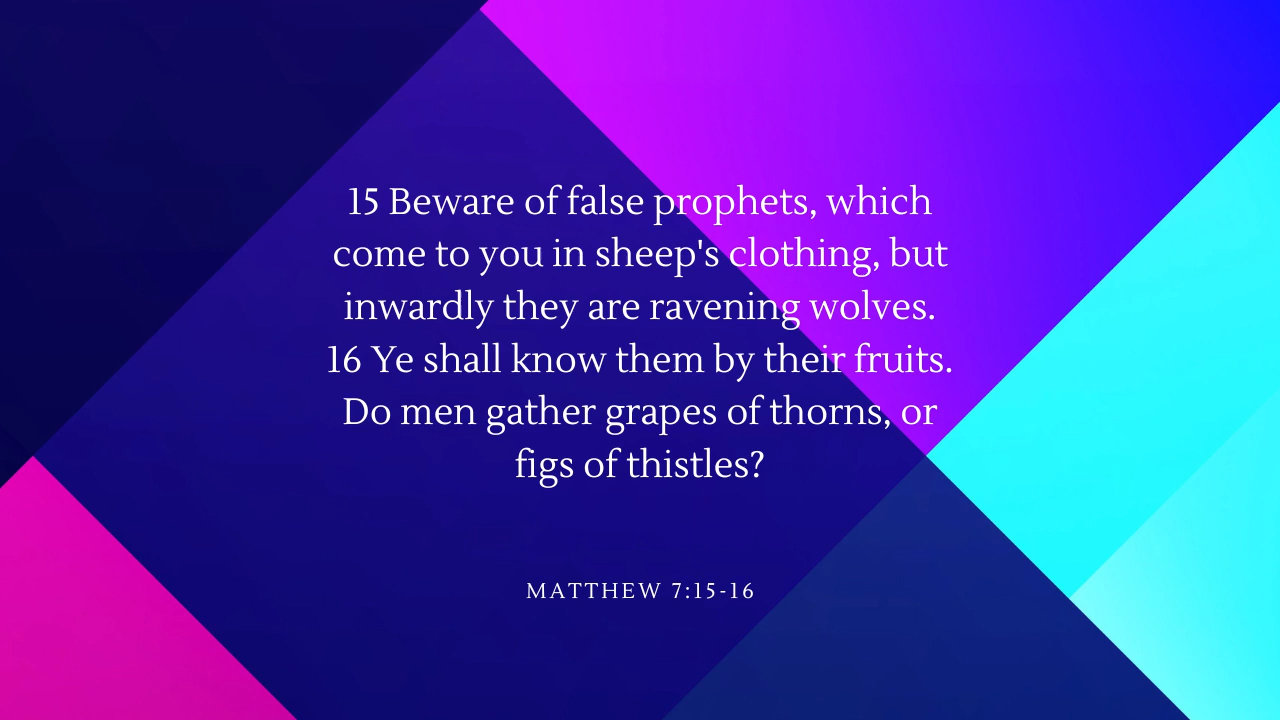 15 Beware of false prophets, which
come to you in sheep's clothing, but
inwardly they are ravening wolves.
16 Ye shall know them by their fruits.
Do men gather grapes of thorns, or
figs of thistles?
MATTHEW 7:15-16